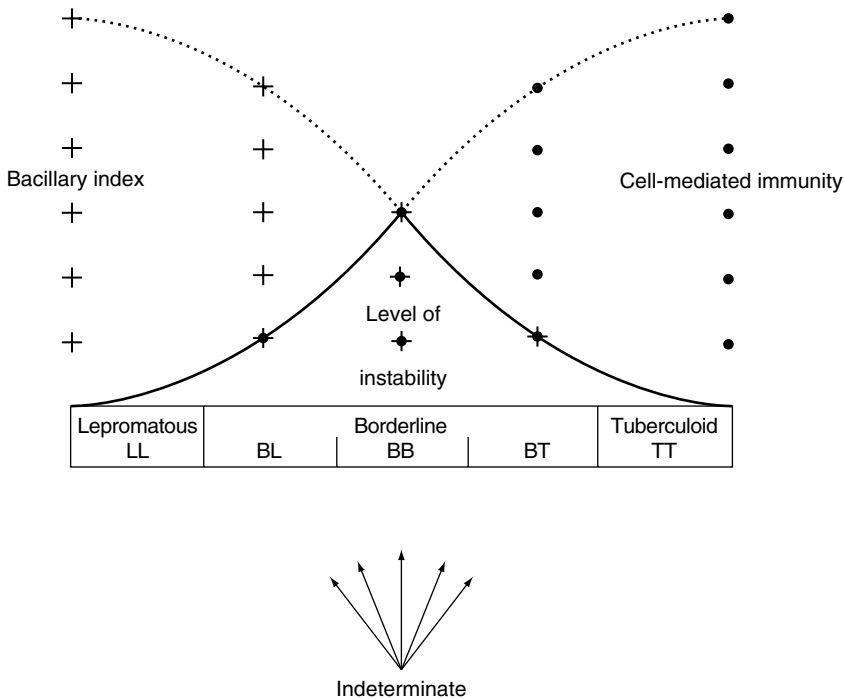 Bacillary index
Cell-mediated immunity
Level of
instability
Lepromatous
LL
Borderline
BL
BB
BT
Tuberculoid
TT
Indeterminate